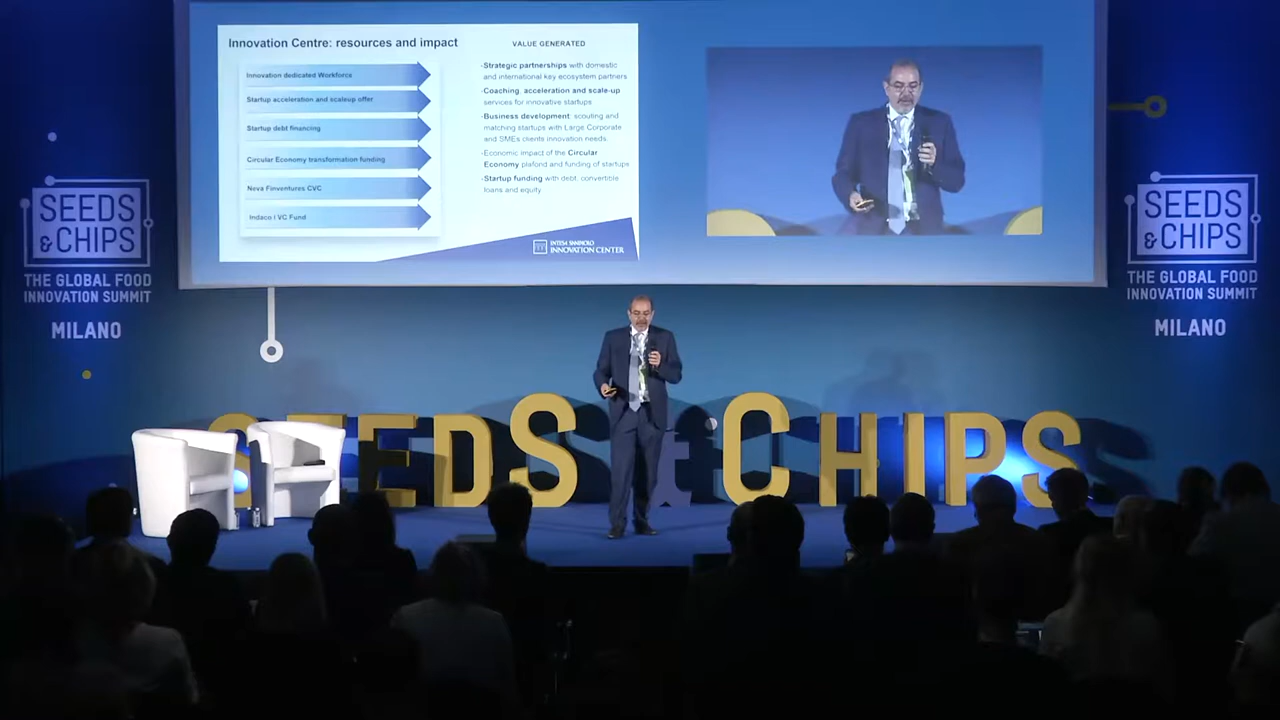 Innovation Centre: resources and impact
Innovation dedicated Workforce
Startup acceleration and scaleup offer
Startup debt financing
Circular Economy transformation funding
Neva Finventures CVC
Indaco I VC Fund
VALUE GENERATED
-Strategic partnerships with domestic
and international key ecosystem partners
-Coaching, acceleration and scale-up
services for innovative startups
-Business development: scouting and
matching startups with Large Corporate
and SMEs clients innovation needs.
-Economic impact of the Circular
Economy plafond and funding of startups
-Startup funding with debt, convertible
loans and equity.
INTESA SANPAOLO
INNOVATION CENTER
SEEDS
&CHIPS
THE GLOBAL FOOD
INNOVATION SUMMIT
MILANO
SEEDS
&CHIPS
THE GLOBAL FOOD
INNOVATION SUMMIT
MILANO
SEEDS & CHIPS